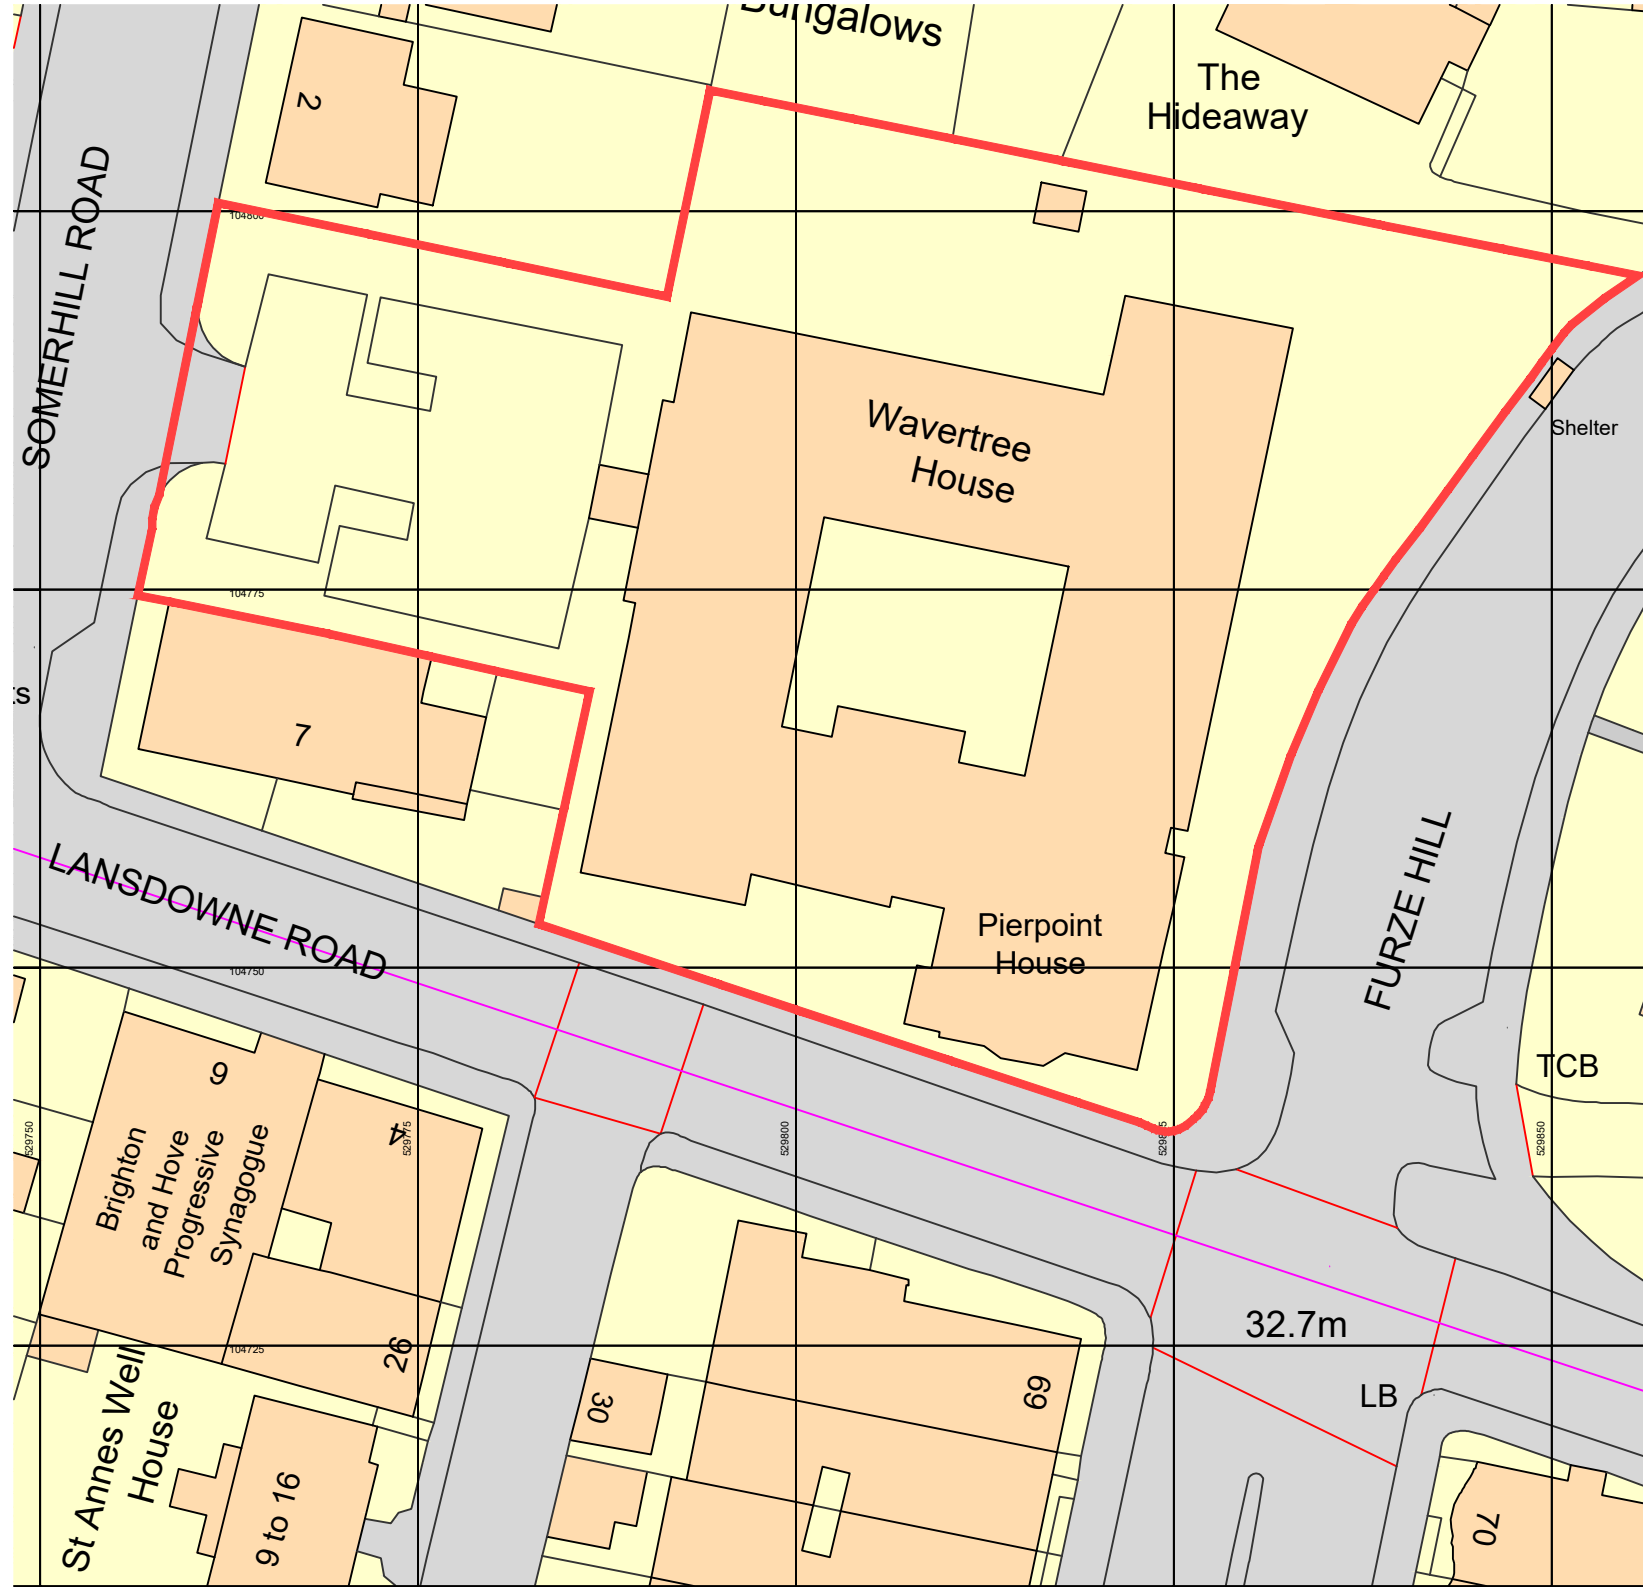 Bungalows
The
Hideaway
2
SOMERHILL ROAD
104800
Wavertree
House
Shelter
104775
ts
7
LANSDOWNE ROAD
Pierpoint
House
FURZE HILL
104750
TCB
9
4
529750
529775
529800
529850
Brighton
and Hove
Progressive
Synagogue
32.7m
104725
26
30
69
LB
St Annes Well
House
9 to 16
70